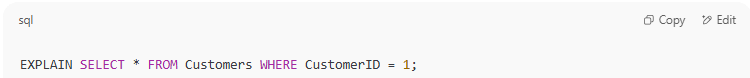 sql
Copy
Edit
EXPLAIN SELECT * FROM Customers WHERE CustomerID = 1;